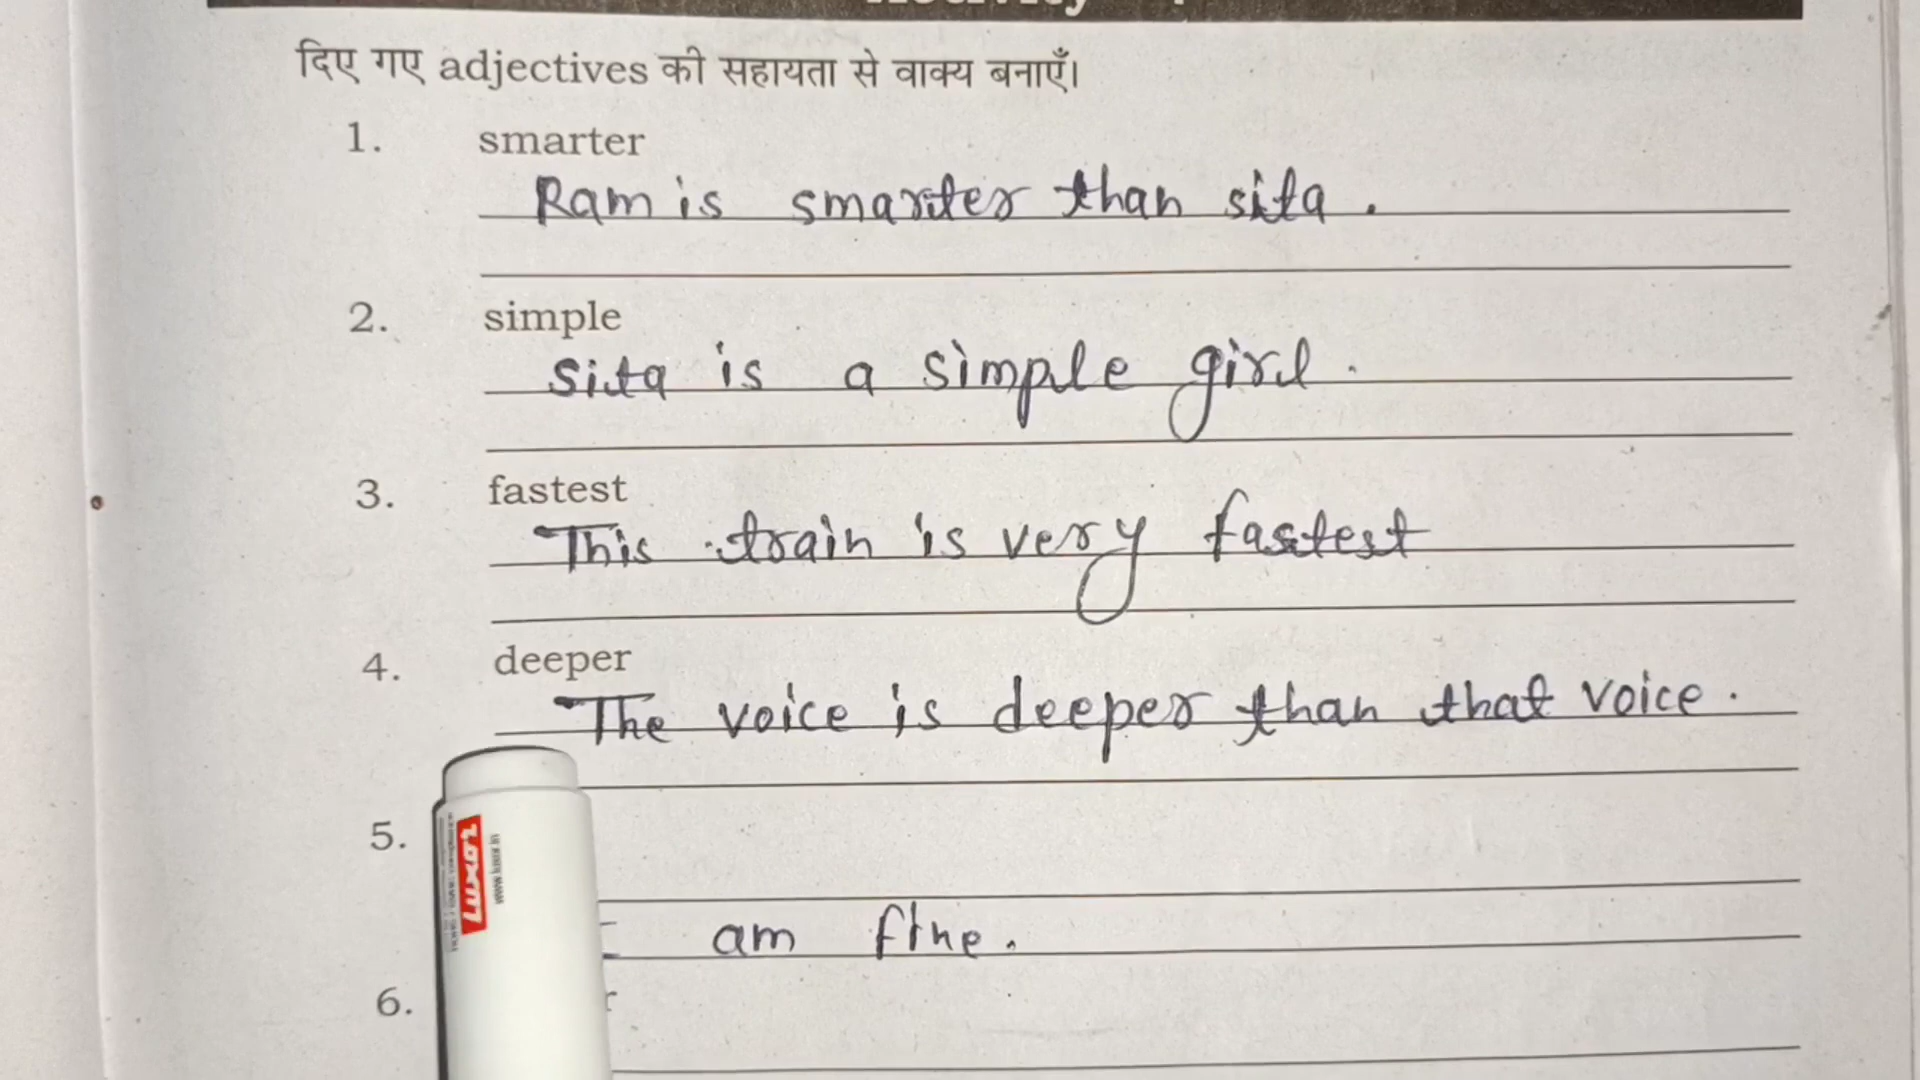 दिए गए adjectives की सहायता से वाक्य बनाएँ।
1. smarter
Ram is smarter than sita.
2. simple
Sita is a simple girl.
3. fastest
This train is very fastest
4. deeper
The voice is deeper than that voice.
5.
am fine.
6.
Luxor